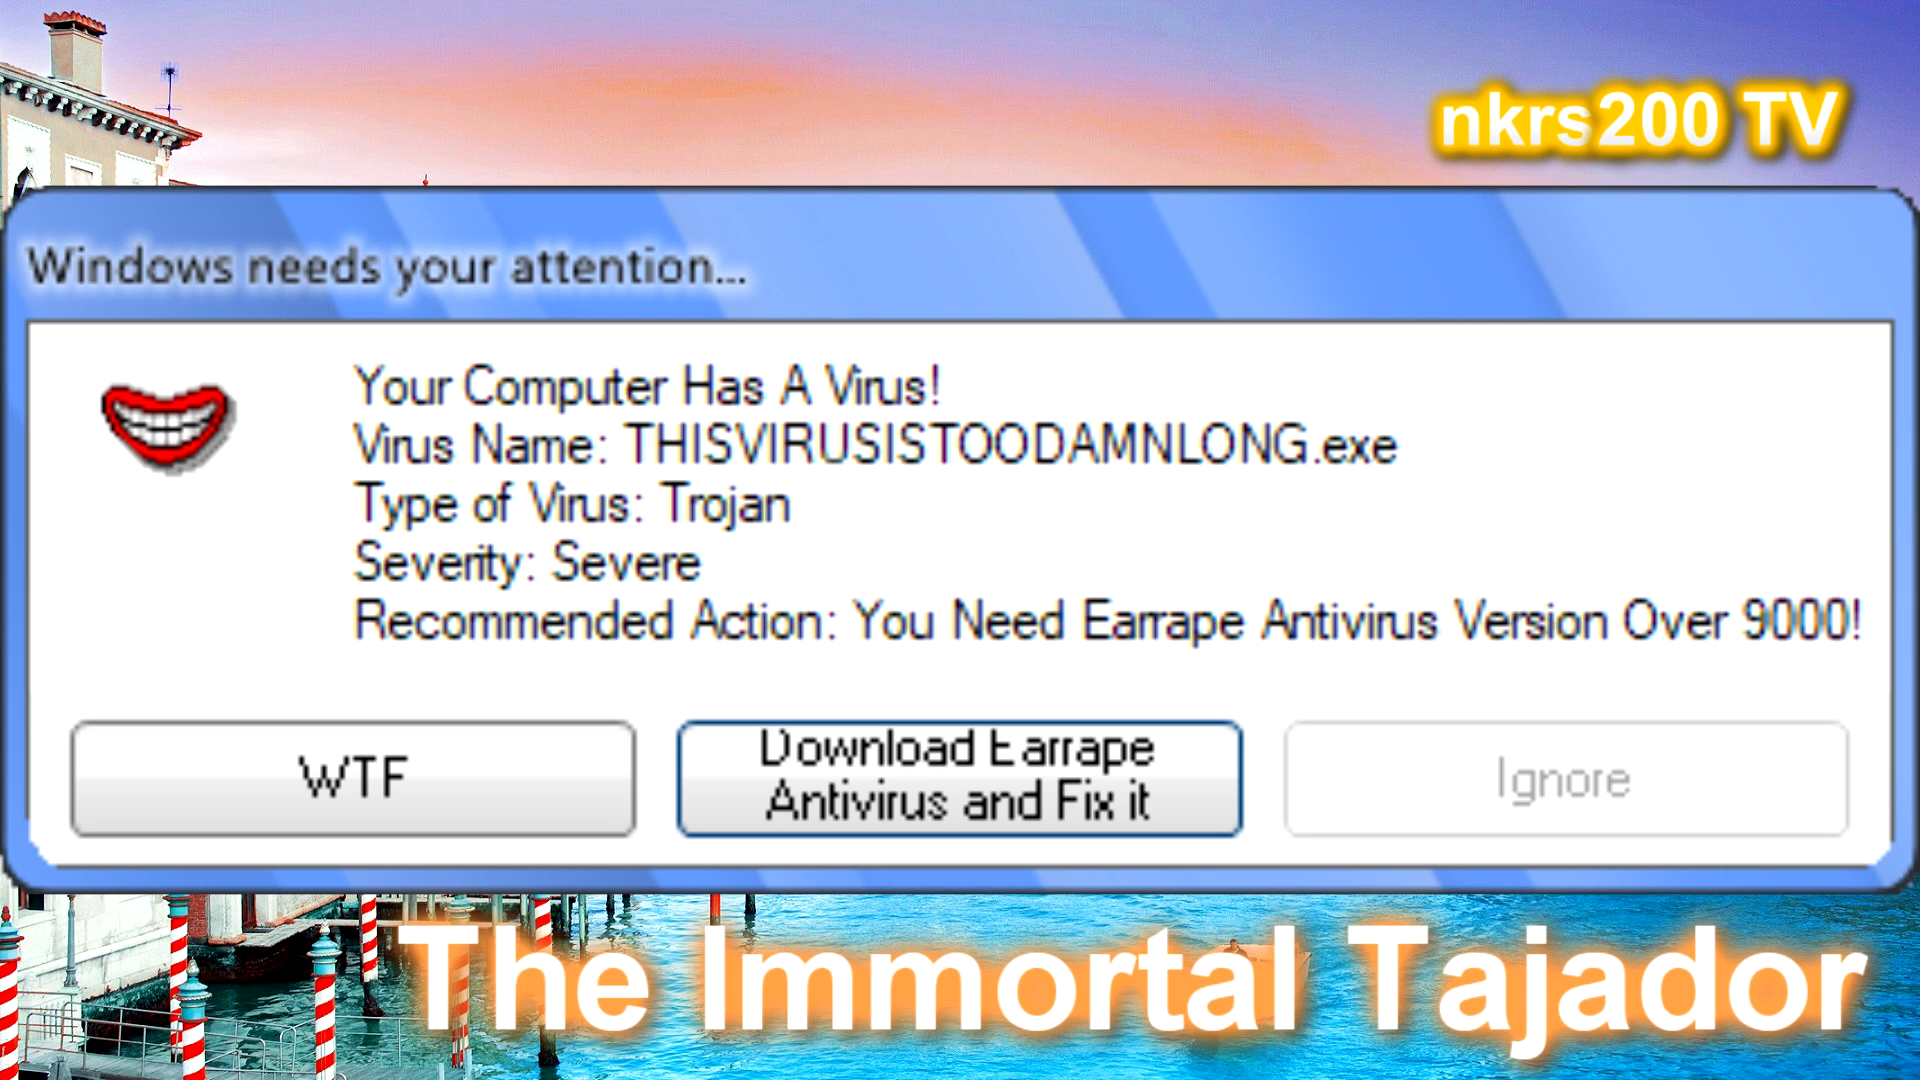 nkrs200 TV
Windows needs your attention...
Your Computer Has A Virus!
Virus Name: THISVIRUSISTOODAMNLONG.exe
Type of Virus: Trojan
Severity: Severe
Recommended Action: You Need Earrape Antivirus Version Over 9000!
WTF
Download Earrape
Antivirus and Fix it
Ignore
The Immortal Tajador